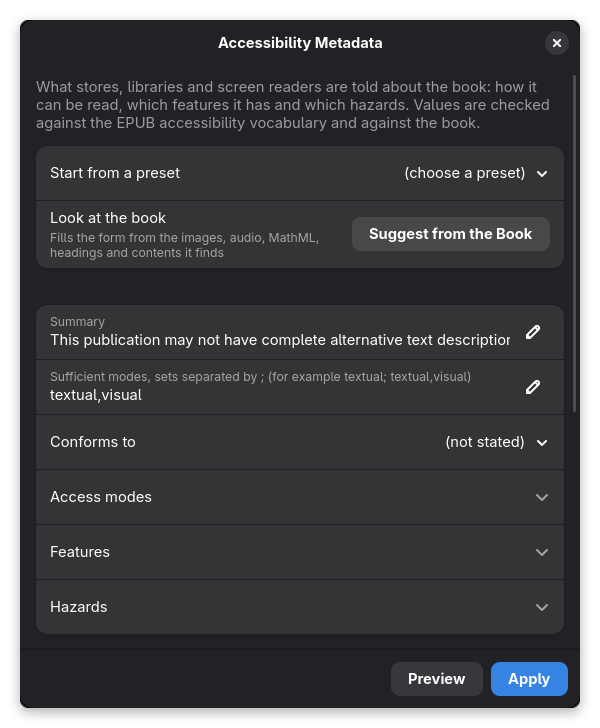 Accessibility Metadata
What stores, libraries and screen readers are told about the book: how it
can be read, which features it has and which hazards. Values are checked
against the EPUB accessibility vocabulary and against the book.
Start from a preset
(choose a preset)
Look at the book
Fills the form from the images, audio, MathML,
headings and contents it finds
Suggest from the Book
Summary
This publication may not have complete alternative text description
Sufficient modes, sets separated by ; (for example textual; textual,visual)
textual,visual
Conforms to
(not stated)
Access modes
Features
Hazards
Preview
Apply